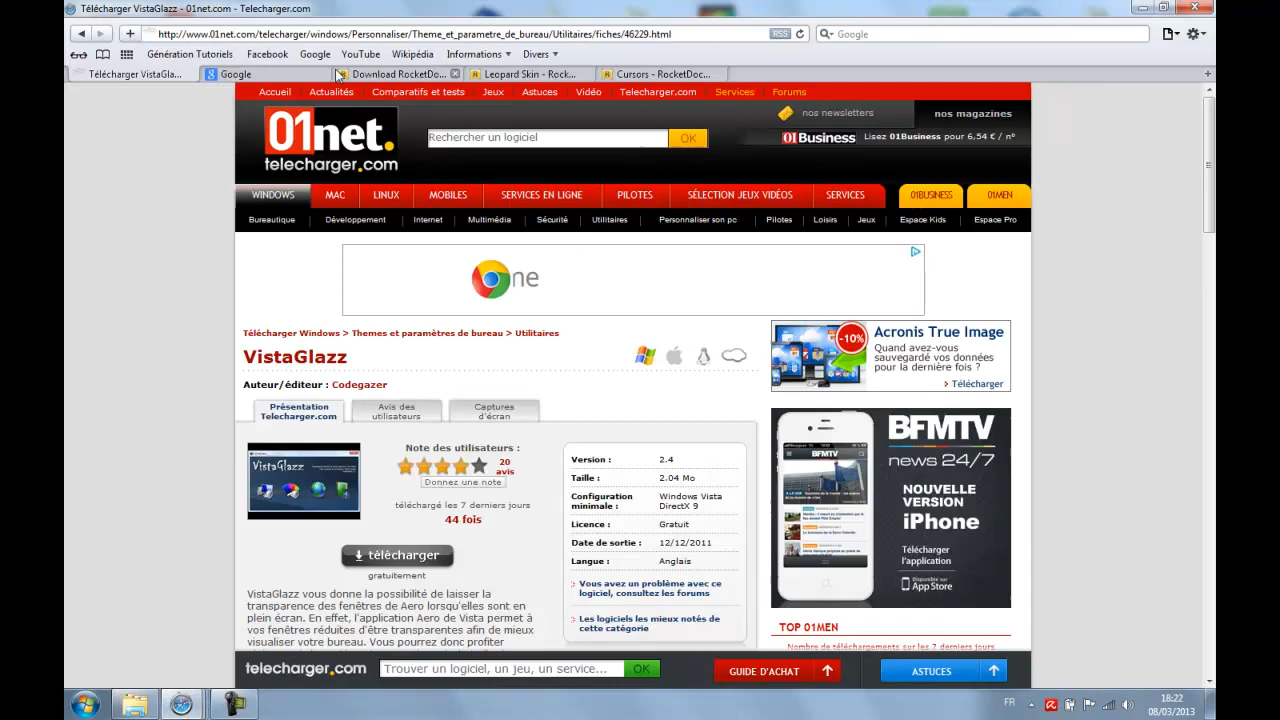 Télécharger VistaGlazz - 01net.com - Telecharger.com
http://www.01net.com/telecharger/windows/Personnaliser/Theme_et_parametre_de_bureau/Utilitaires/fiches/46229.html
RSS
Google
Génération Tutoriels Facebook Google YouTube Wikipédia Informations Divers
Télécharger VistaGla...
Google
Download RocketDo...
Leopard Skin - Rock...
Cursors - RocketDoc...
Accueil Actualités Comparatifs et tests Jeux Astuces Vidéo Telecharger.com Services Forums
01net.
telecharger.com
Rechercher un logiciel
OK
nos newsletters
nos magazines
01Business Lisez 01Business pour 6,54 € / n°
WINDOWS MAC LINUX MOBILES SERVICES EN LIGNE PILOTES SÉLECTION JEUX VIDÉOS SERVICES 01BUSINESS 01MEN
Bureautique Développement Internet Multimédia Sécurité Utilitaires Personnaliser son pc Pilotes Loisirs Jeux Espace Kids Espace Pro
ne
Télécharger Windows > Themes et paramètres de bureau > Utilitaires
VistaGlazz
Auteur/éditeur : Codegazer
Présentation
Telecharger.com
Avis des
utilisateurs
Captures
d'écran
VistaGlazz
Note des utilisateurs :
20
avis
Donnez une note
téléchargé les 7 derniers jours
44 fois
télécharger
gratuitement
VistaGlazz vous donne la possibilité de laisser la
transparence des fenêtres de Aero lorsqu'elles sont en
plein écran. En effet, l'application Aero de Vista permet à
vos fenêtres réduites d'être transparentes afin de mieux
visualiser votre bureau. Vous pourrez donc profiter
Version : 2.4
Taille : 2.04 Mo
Configuration
minimale :
Windows Vista
DirectX 9
Licence : Gratuit
Date de sortie : 12/12/2011
Langue : Anglais
Vous avez un problème avec ce
logiciel, consultez les forums
Les logiciels les mieux notés de
cette catégorie
-10%
Acronis True Image
Quand avez-vous
sauvegardé vos données
pour la dernière fois ?
Télécharger
BFMTV
BFMTV
news 24/7
NOUVELLE
VERSION
iPhone
Télécharger
l'application
Disponible sur
App Store
TOP 01MEN
Nombre de téléchargements sur les 7 derniers jours
telecharger.com
Trouver un logiciel, un jeu, un service...
OK
GUIDE D'ACHAT
ASTUCES
FR
18:22
08/03/2013